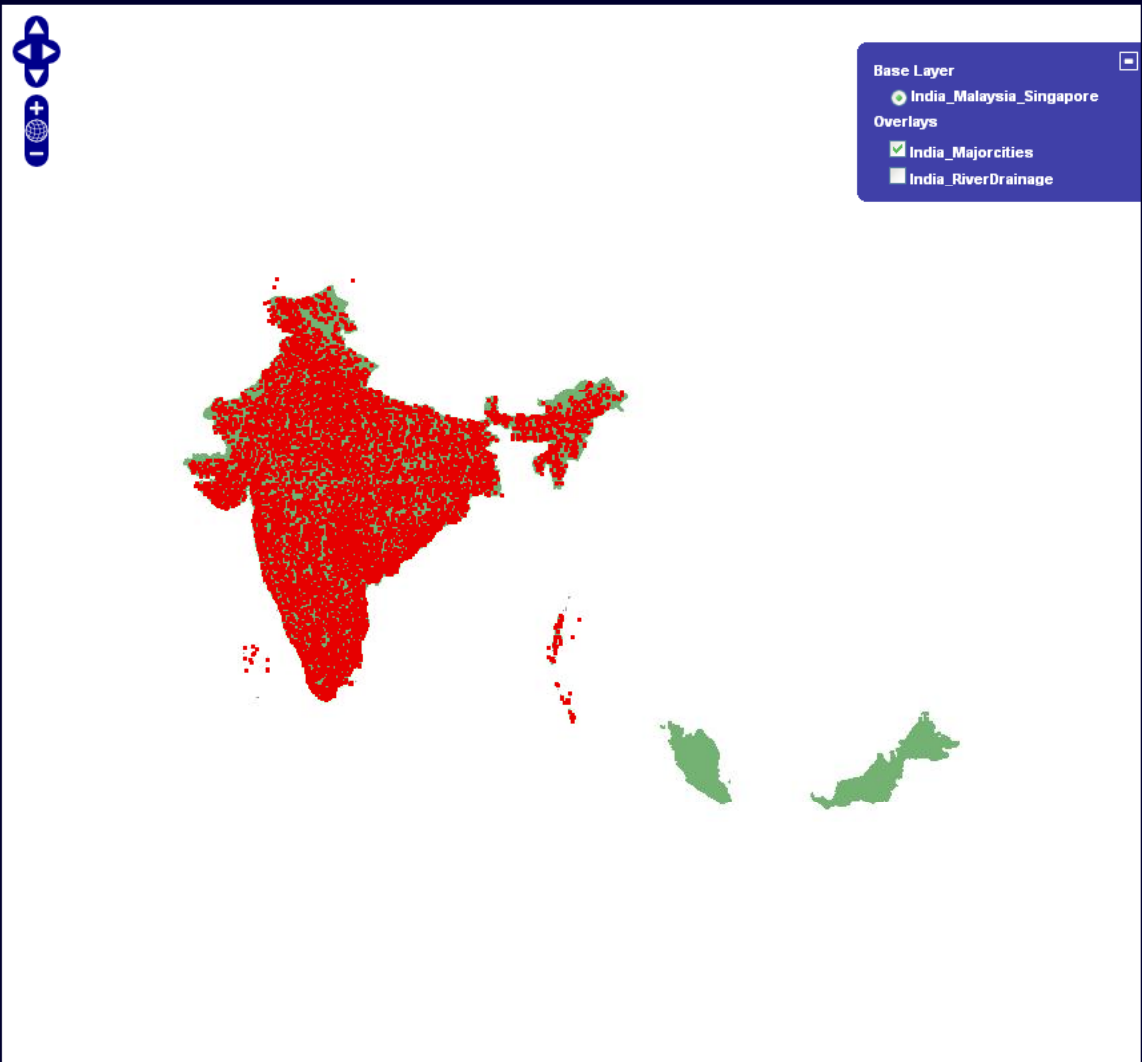 Base Layer
India_Malaysia_Singapore
Overlays
India_Majorcities
India_RiverDrainage